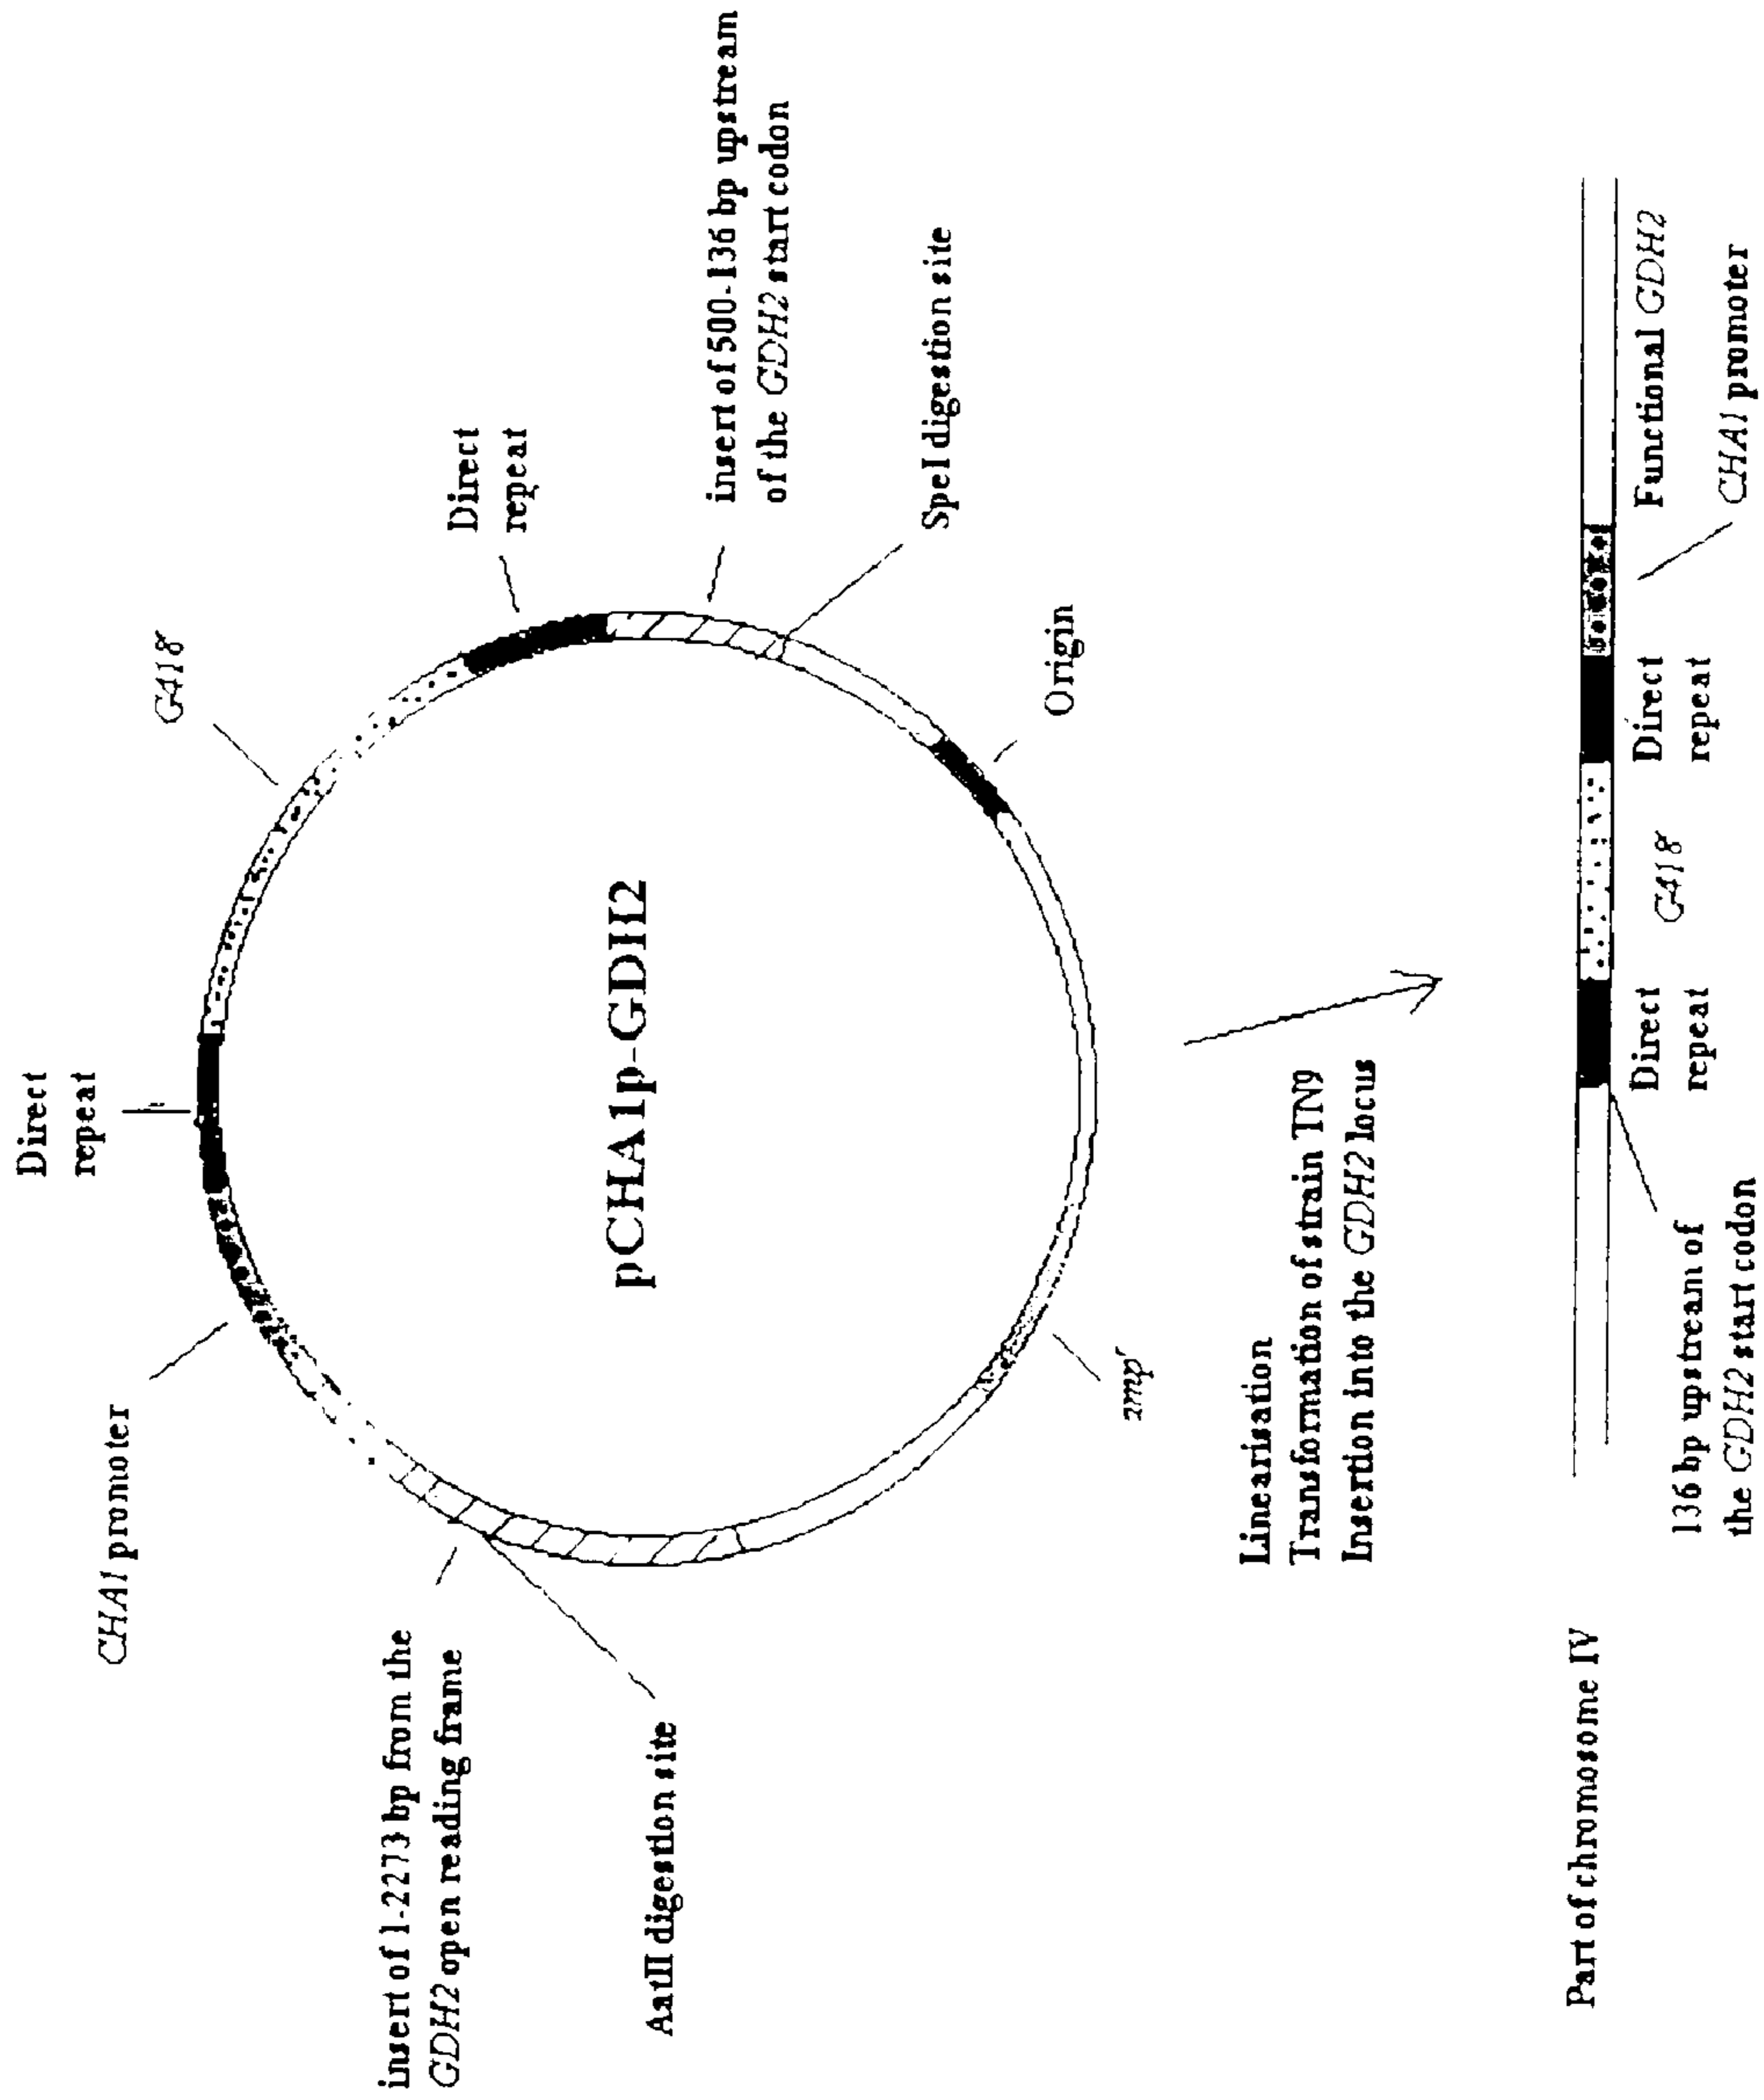 Direct
repeat
G418
CHA1 promoter
Direct
repeat
insert of 1-2273 bp from the
GDH2 open reading frame
insert of 500-136 bp upstream
of the GDH2 start codon
AatII digestion site
SpeI digestion site
pCHA1p-GDH2
Origin
amp^r
Linearisation
Transformation of strain TN9
Insertion into the GDH2 locus
Part of chromosome IV
136 bp upstream of
the GDH2 start codon
Direct
repeat
G418
Direct
repeat
Functional GDH2
CHA1 promoter